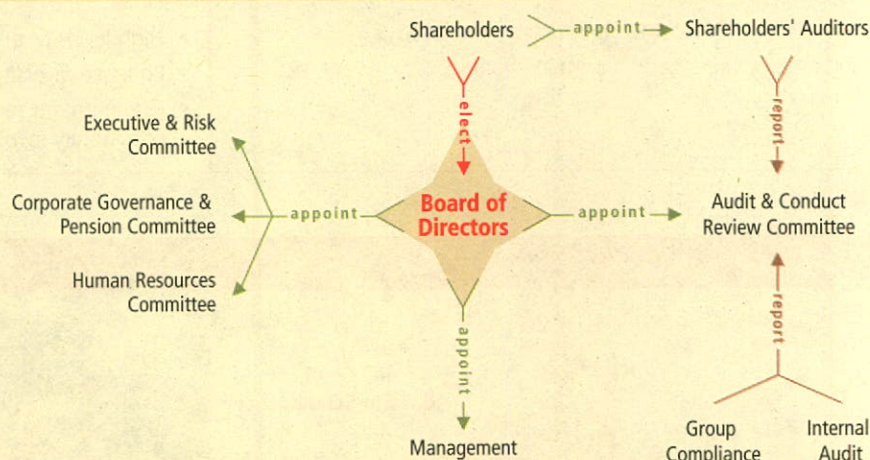 Shareholders
appoint
Shareholders' Auditors
elect
report
Executive & Risk
Committee
Corporate Governance &
Pension Committee
Human Resources
Committee
appoint
Board of
Directors
appoint
Audit & Conduct
Review Committee
appoint
report
Management
Group
Compliance
Internal
Audit